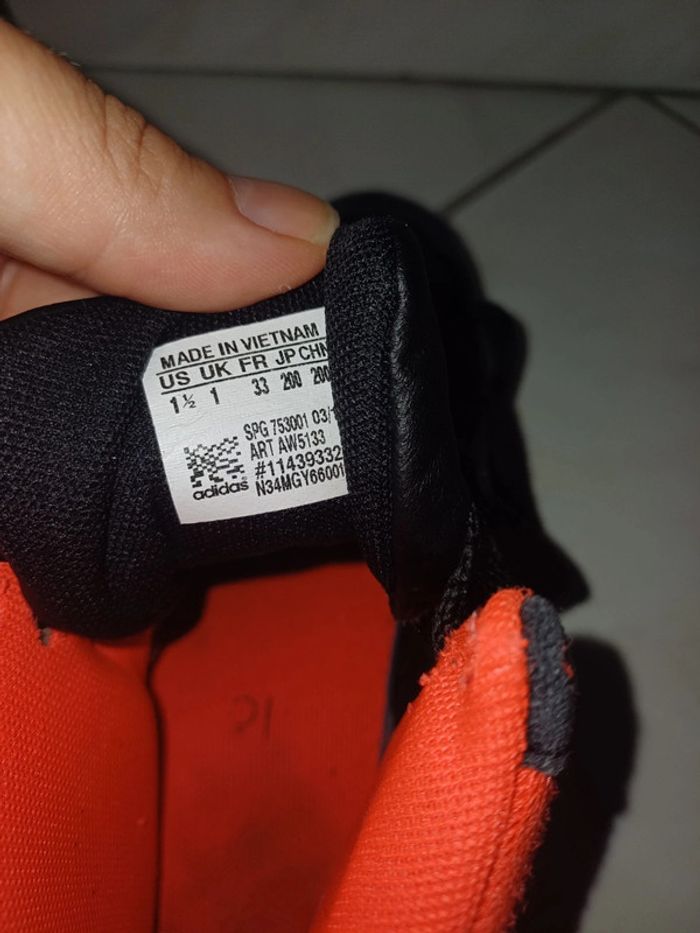 MADE IN VIETNAM
US UK FR JP CHN
1½ 1 33 200 200
SPG 753001 03/
ART AW5133
#11439332
N34MGY66001
adidas